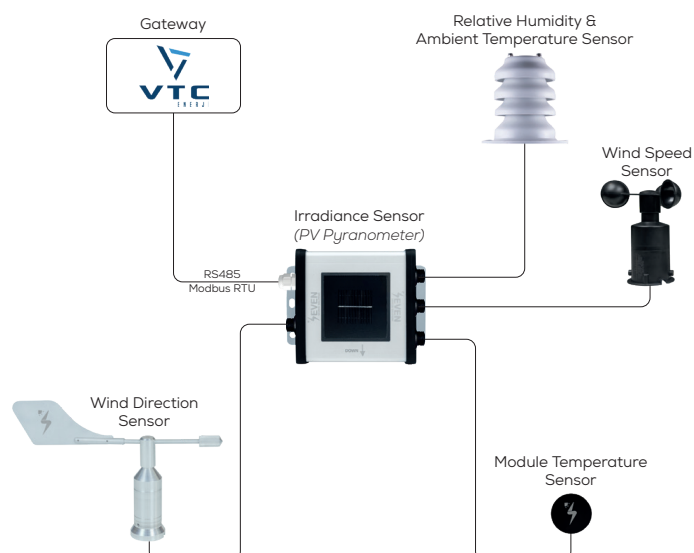 Gateway
VTC
ENERJİ
Relative Humidity &
Ambient Temperature Sensor
Wind Speed
Sensor
Irradiance Sensor
(PV Pyranometer)
RS485
Modbus RTU
SEVEN
SEVEN
Wind Direction
Sensor
Module Temperature
Sensor